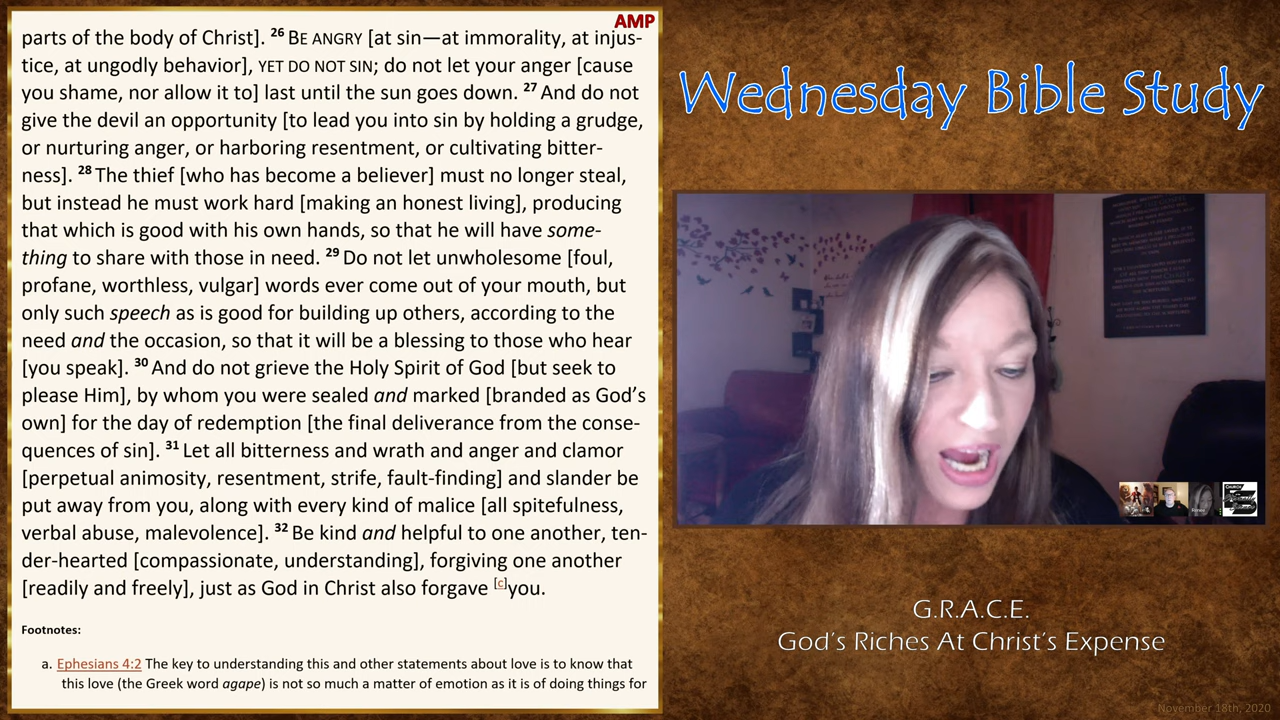 AMP
parts of the body of Christ]. 26 BE ANGRY [at sin—at immorality, at injus-
tice, at ungodly behavior], YET DO NOT SIN; do not let your anger [cause
you shame, nor allow it to] last until the sun goes down. 27 And do not
give the devil an opportunity [to lead you into sin by holding a grudge,
or nurturing anger, or harboring resentment, or cultivating bitter-
ness]. 28 The thief [who has become a believer] must no longer steal,
but instead he must work hard [making an honest living], producing
that which is good with his own hands, so that he will have some-
thing to share with those in need. 29 Do not let unwholesome [foul,
profane, worthless, vulgar] words ever come out of your mouth, but
only such speech as is good for building up others, according to the
need and the occasion, so that it will be a blessing to those who hear
[you speak]. 30 And do not grieve the Holy Spirit of God [but seek to
please Him], by whom you were sealed and marked [branded as God's
own] for the day of redemption [the final deliverance from the conse-
quences of sin]. 31 Let all bitterness and wrath and anger and clamor
[perpetual animosity, resentment, strife, fault-finding] and slander be
put away from you, along with every kind of malice [all spitefulness,
verbal abuse, malevolence]. 32 Be kind and helpful to one another, ten-
der-hearted [compassionate, understanding], forgiving one another
[readily and freely], just as God in Christ also forgave [c]you.
Footnotes:
a. Ephesians 4:2 The key to understanding this and other statements about love is to know that
this love (the Greek word agape) is not so much a matter of emotion as it is of doing things for
Wednesday Bible Study
G.R.A.C.E.
God's Riches At Christ's Expense
November 18th, 2020